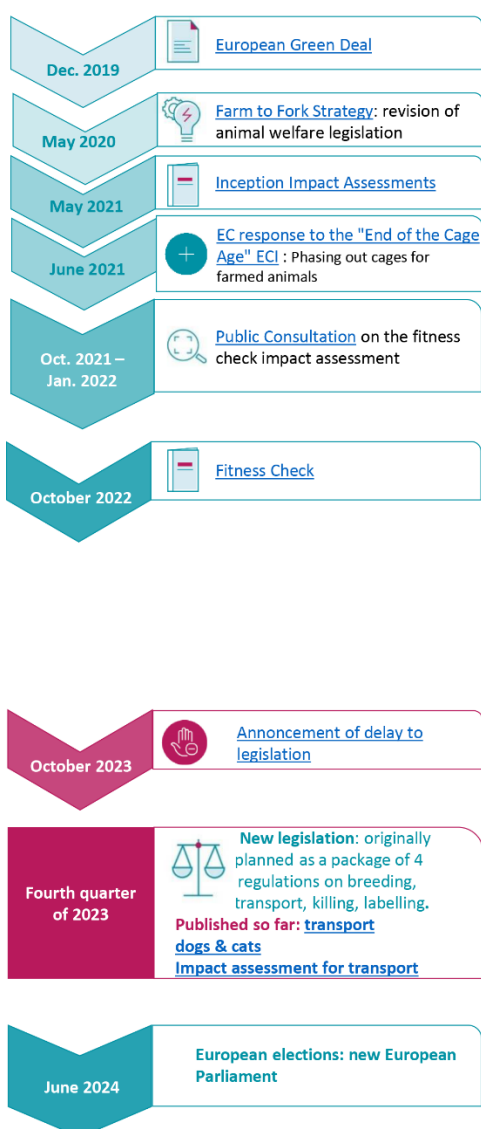 Dec. 2019
European Green Deal
May 2020
Farm to Fork Strategy: revision of
animal welfare legislation
May 2021
Inception Impact Assessments
June 2021
EC response to the "End of the Cage
Age" ECI : Phasing out cages for
farmed animals
Oct. 2021 –
Jan. 2022
Public Consultation on the fitness
check impact assessment
October 2022
Fitness Check
October 2023
Annoncement of delay to
legislation
Fourth quarter
of 2023
New legislation: originally
planned as a package of 4
regulations on breeding,
transport, killing, labelling.
Published so far: transport
dogs & cats
Impact assessment for transport
June 2024
European elections: new European
Parliament